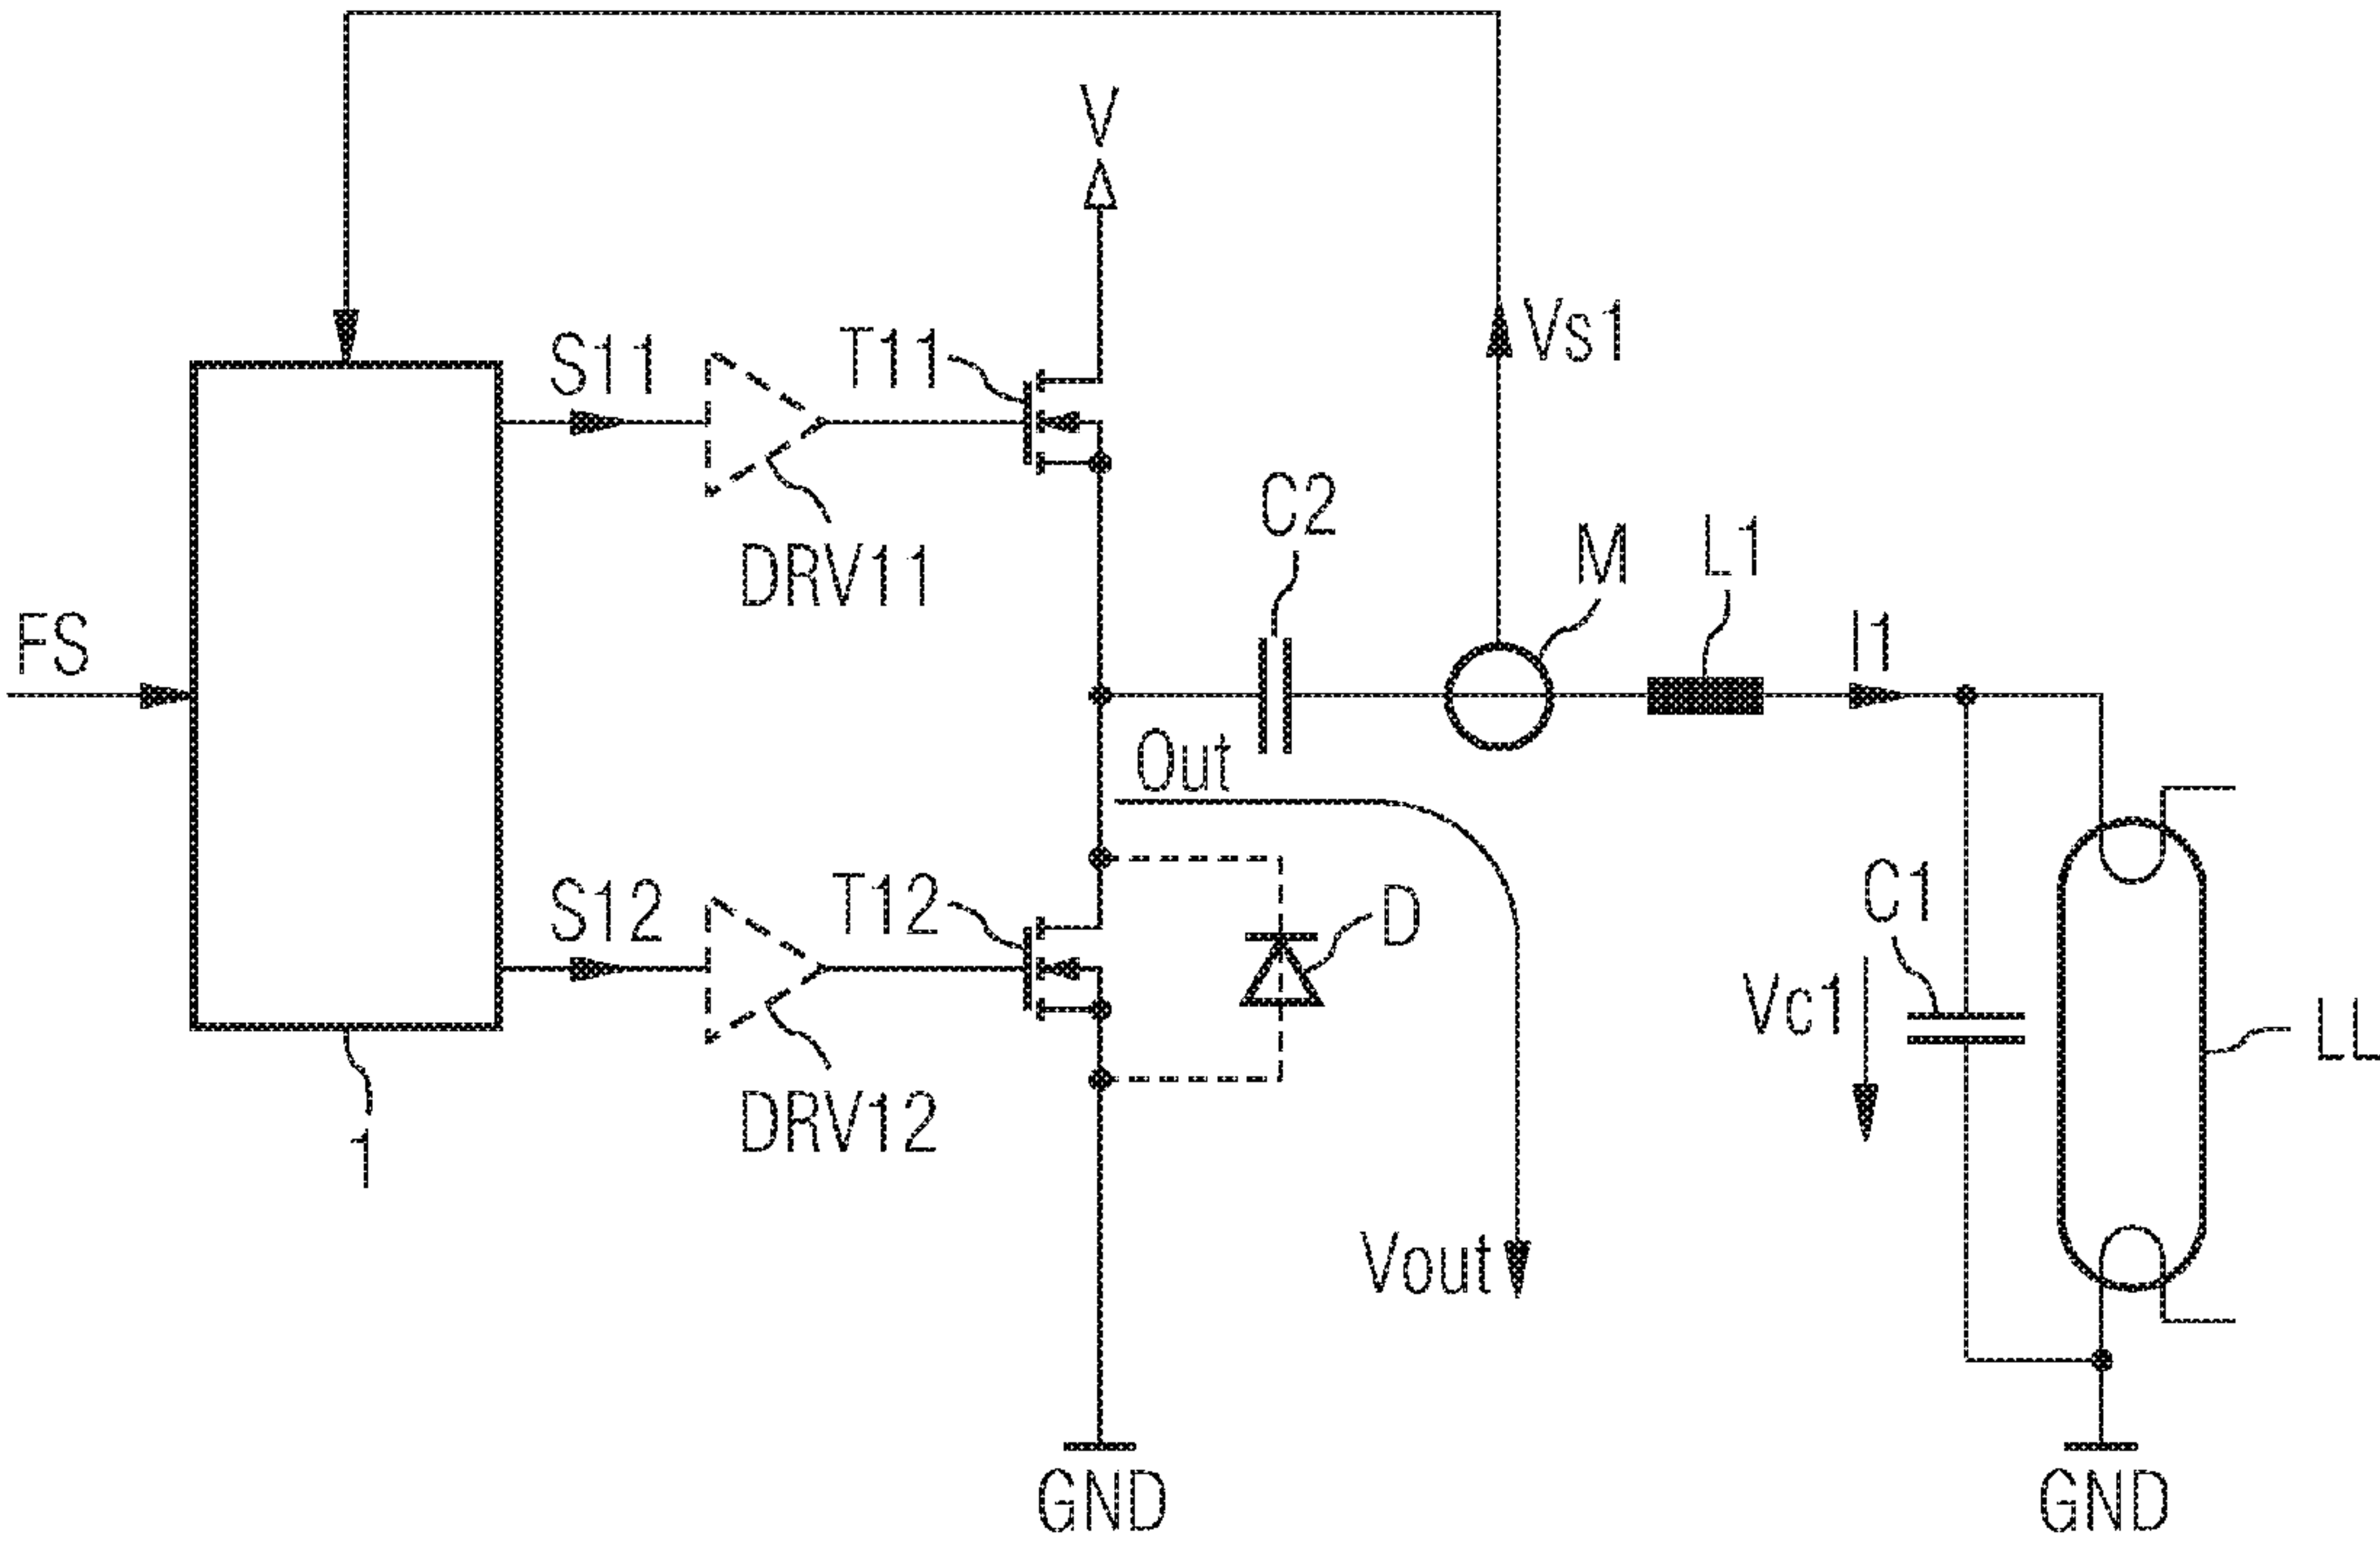 V
S11
T11
Vs1
C2
DRV11
M
L1
FS
I1
Out
S12
T12
D
C1
Vc1
LL
DRV12
1
Vout
GND
GND